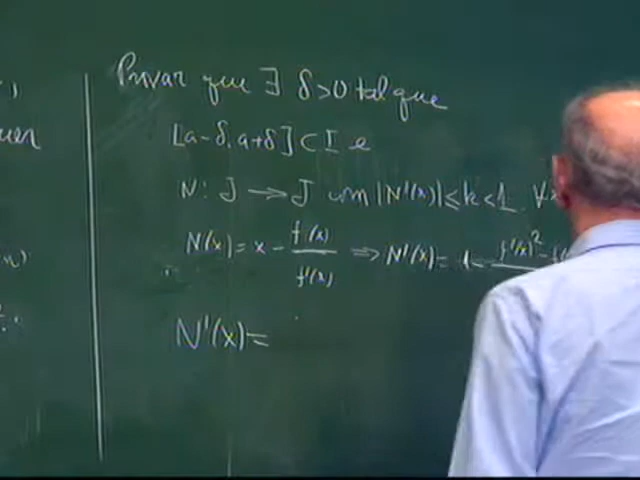 Provar que ∃ δ>0 tal que
[a-δ, a+δ] ⊂ I e
N: J → J com |N'(x)| ≤ k < 1. ∀x
N(x) = x - f(x)/f'(x) ⟹ N'(x) = 1 - f'(x)² - f
N'(x) =